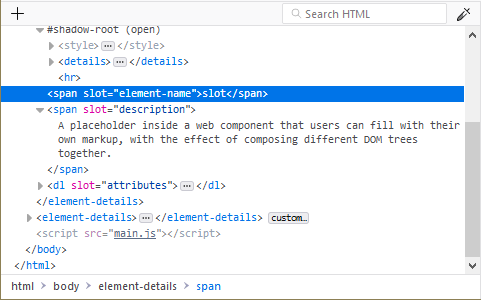 Search HTML
#shadow-root (open)
<style>⋯</style>
<details>⋯</details>
<hr>
<span slot="element-name">slot</span>
<span slot="description">
A placeholder inside a web component that users can fill with their
own markup, with the effect of composing different DOM trees
together.
</span>
<dl slot="attributes">⋯</dl>
</element-details>
<element-details>⋯</element-details> custom…
<script src="main.js"></script>
</body>
</html>
html > body > element-details > span